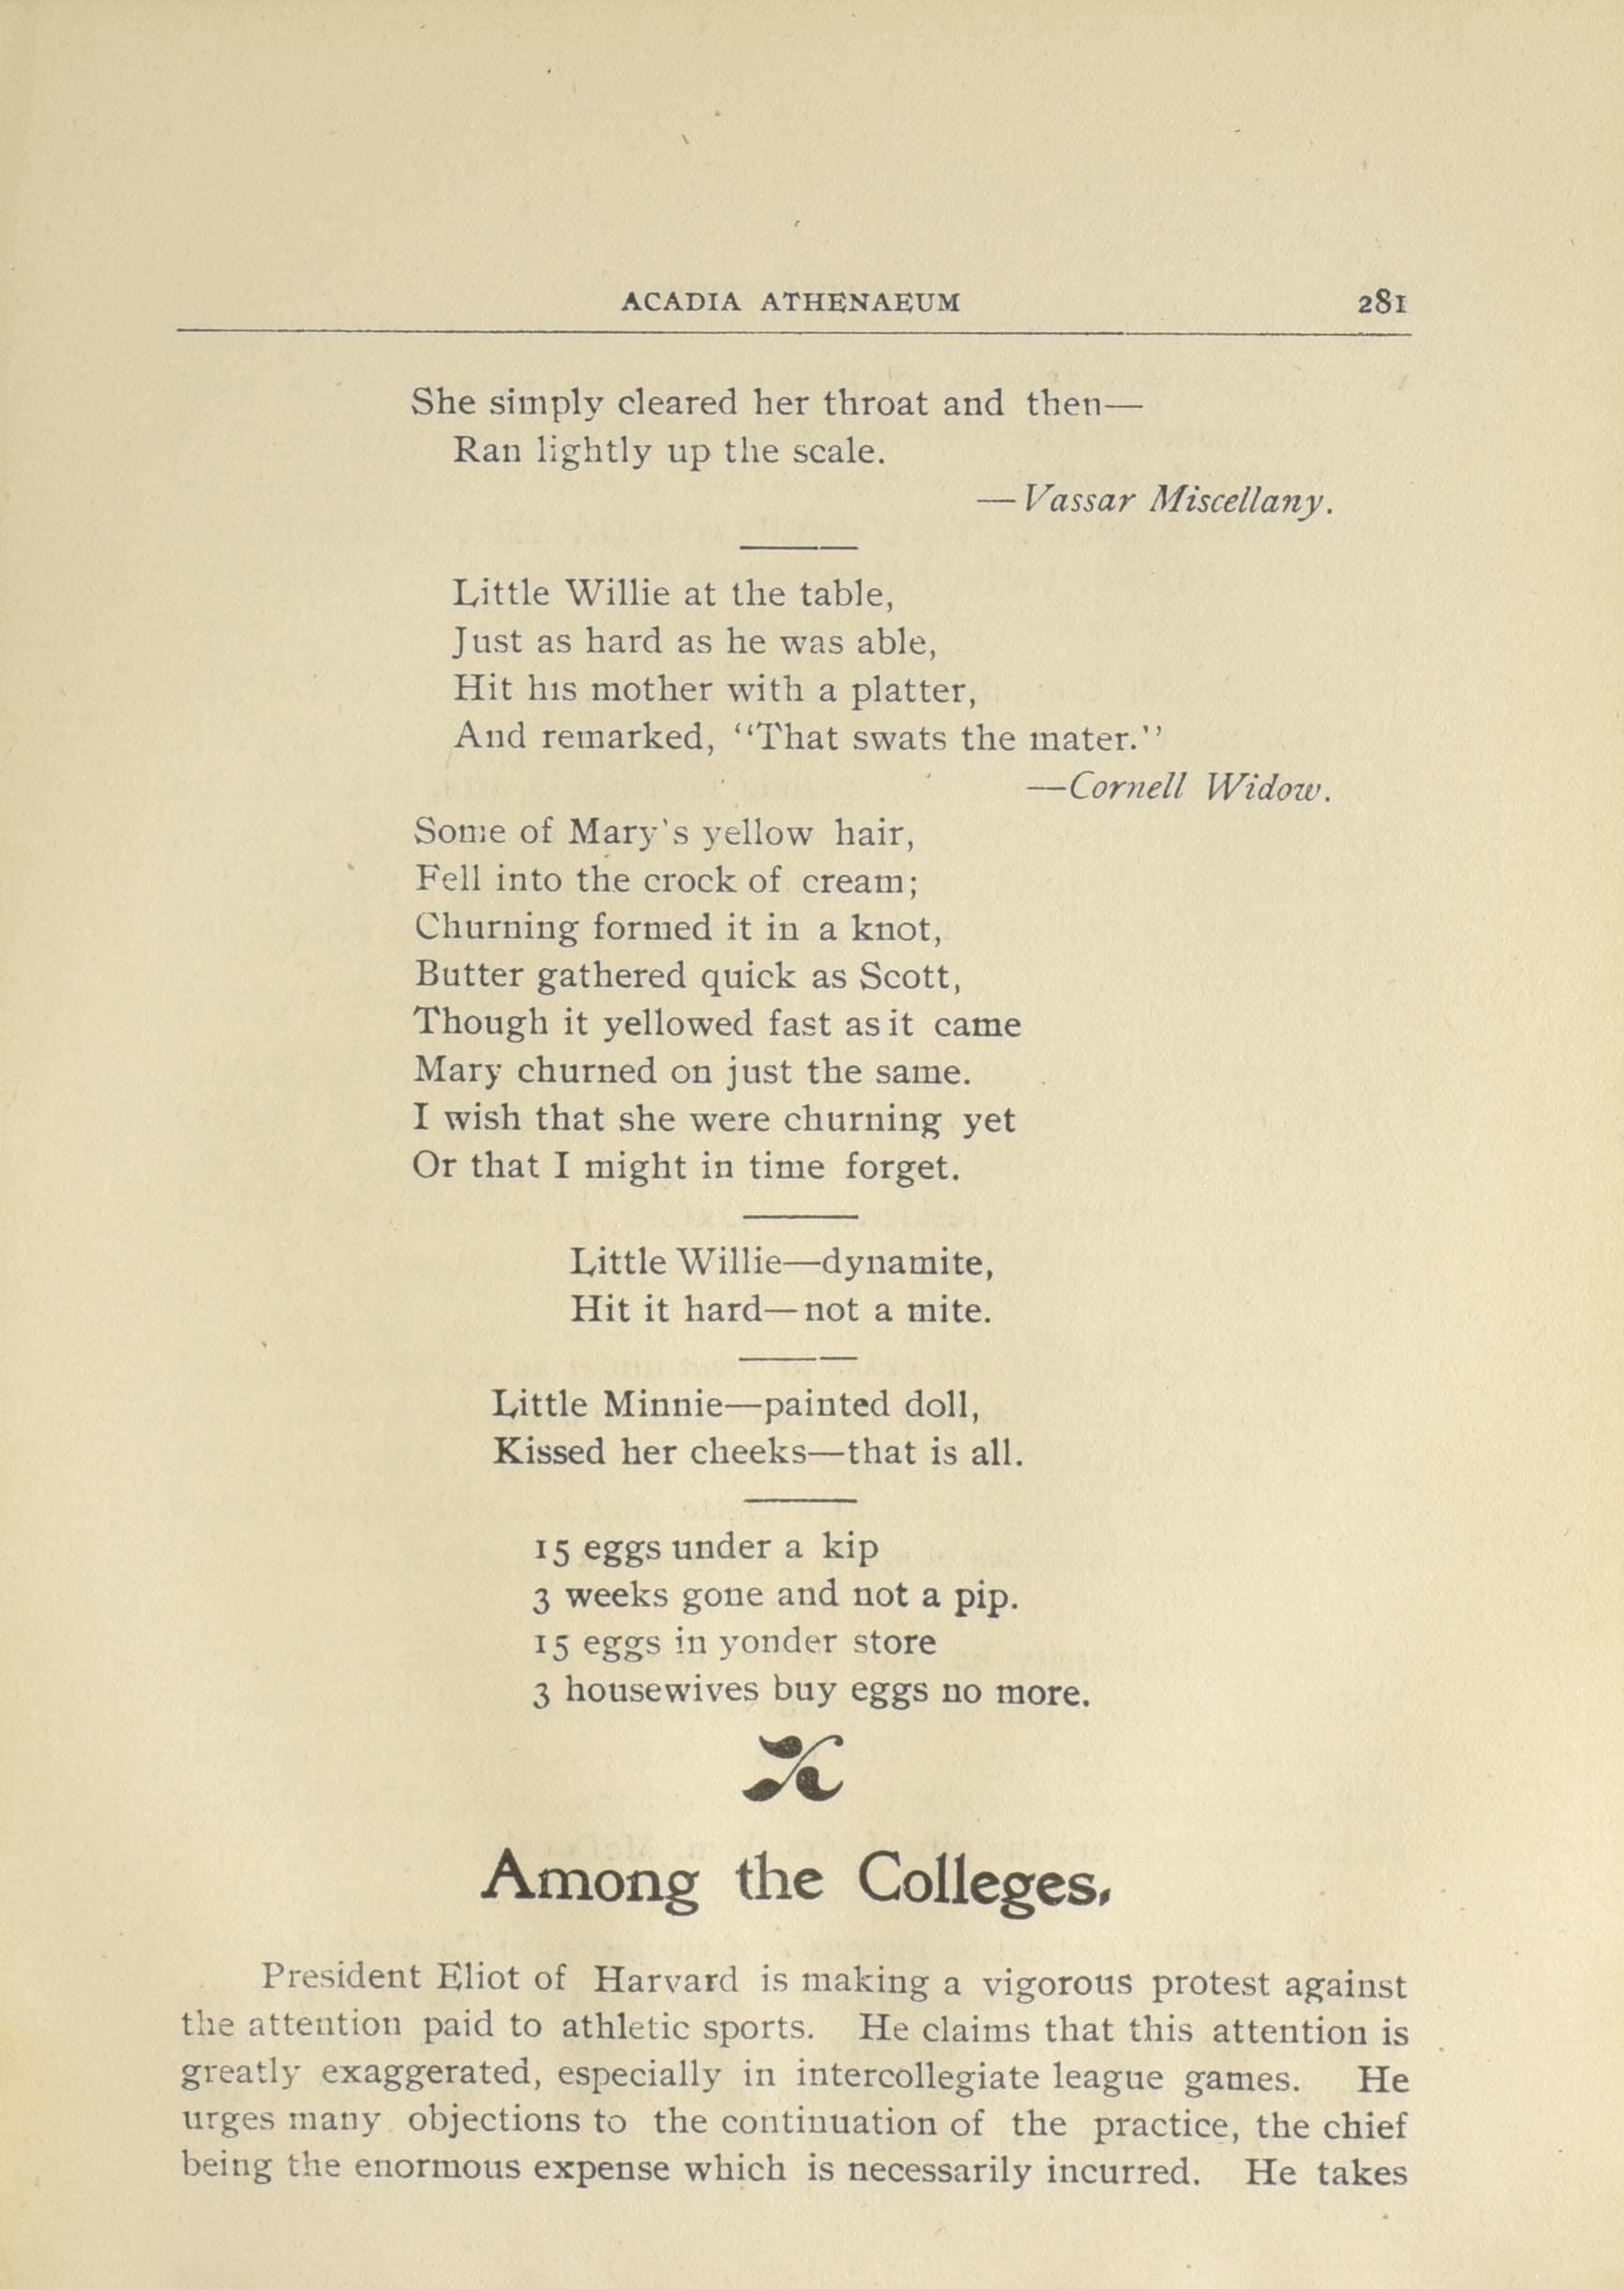 ACADIA ATHENAEUM 281
She simply cleared her throat and then—
Ran lightly up the scale.
—Vassar Miscellany.
Little Willie at the table,
Just as hard as he was able,
Hit his mother with a platter,
And remarked, “That swats the mater.”
—Cornell Widow.
Some of Mary's yellow hair,
Fell into the crock of cream;
Churning formed it in a knot,
Butter gathered quick as Scott,
Though it yellowed fast as it came
Mary churned on just the same.
I wish that she were churning yet
Or that I might in time forget.
Little Willie—dynamite,
Hit it hard—not a mite.
Little Minnie—painted doll,
Kissed her cheeks—that is all.
15 eggs under a kip
3 weeks gone and not a pip.
15 eggs in yonder store
3 housewives buy eggs no more.
Among the Colleges.
President Eliot of Harvard is making a vigorous protest against
the attention paid to athletic sports. He claims that this attention is
greatly exaggerated, especially in intercollegiate league games. He
urges many objections to the continuation of the practice, the chief
being the enormous expense which is necessarily incurred. He takes